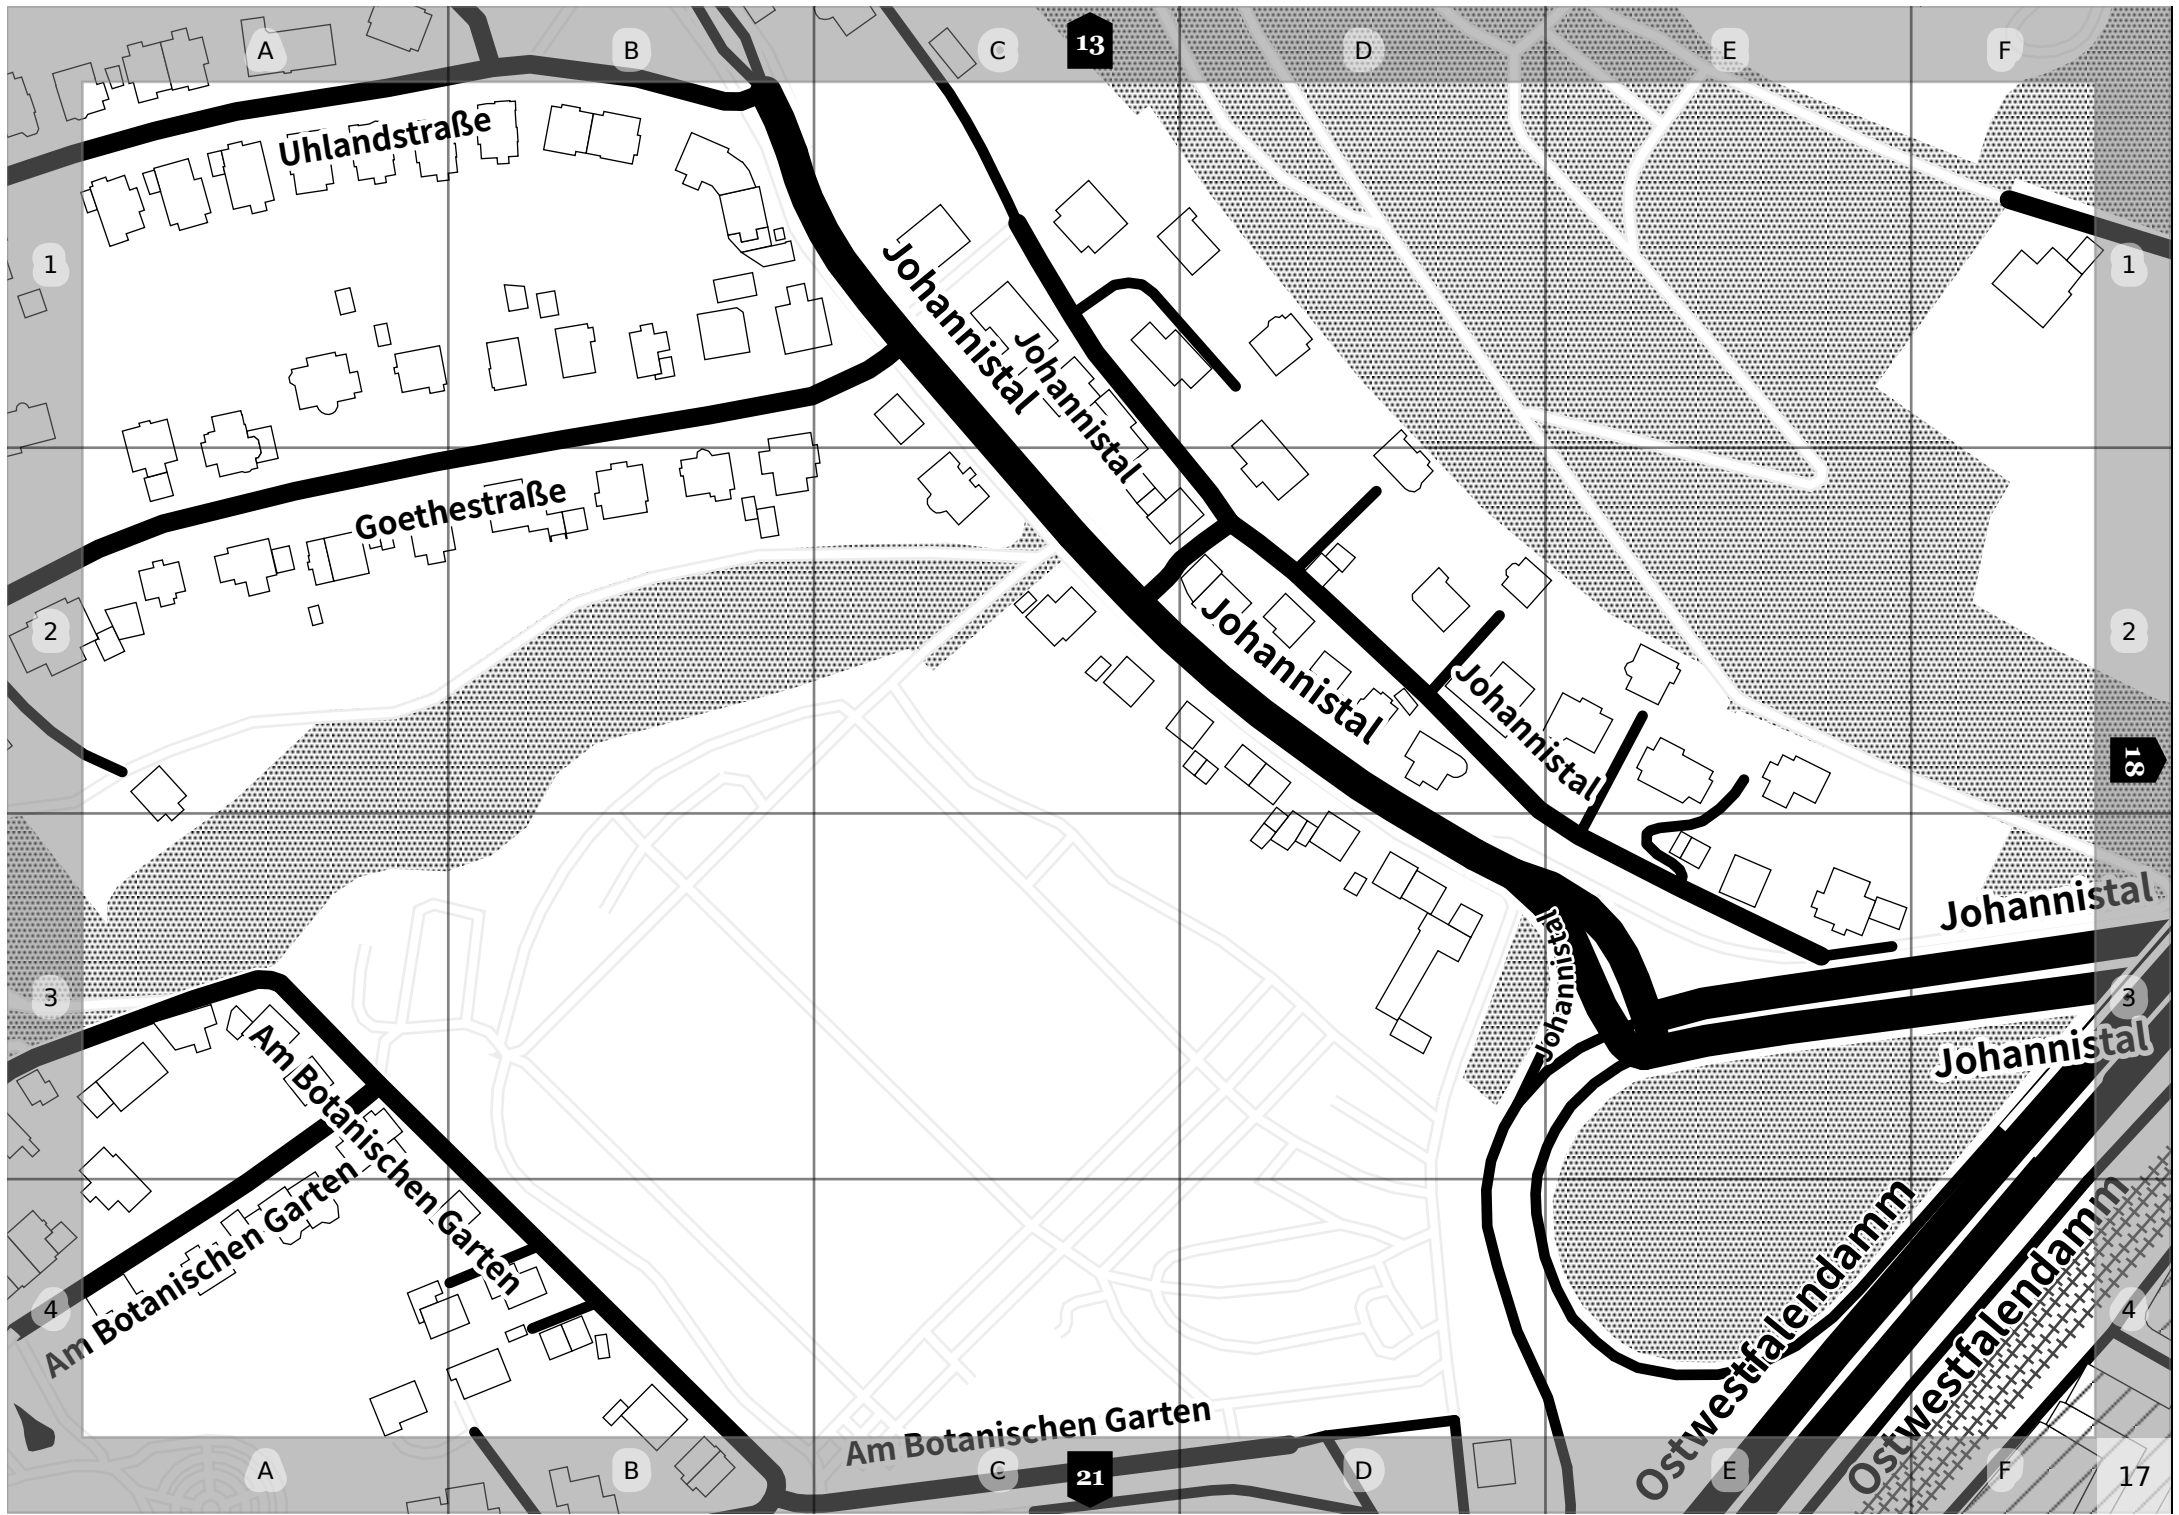 A
B
C
13
D
E
F
Uhlandstraße
1
Johannistal
1
Johannistal
Goethestraße
2
Johannistal
2
Johannistal
18
Johannistal
3
Johannistal
3
Am Botanischen Garten
Johannistal
Am Botanischen Garten
4
Ostwestfalendamm
Ostwestfalendamm
4
Am Botanischen Garten
A
B
C
21
D
E
F
17